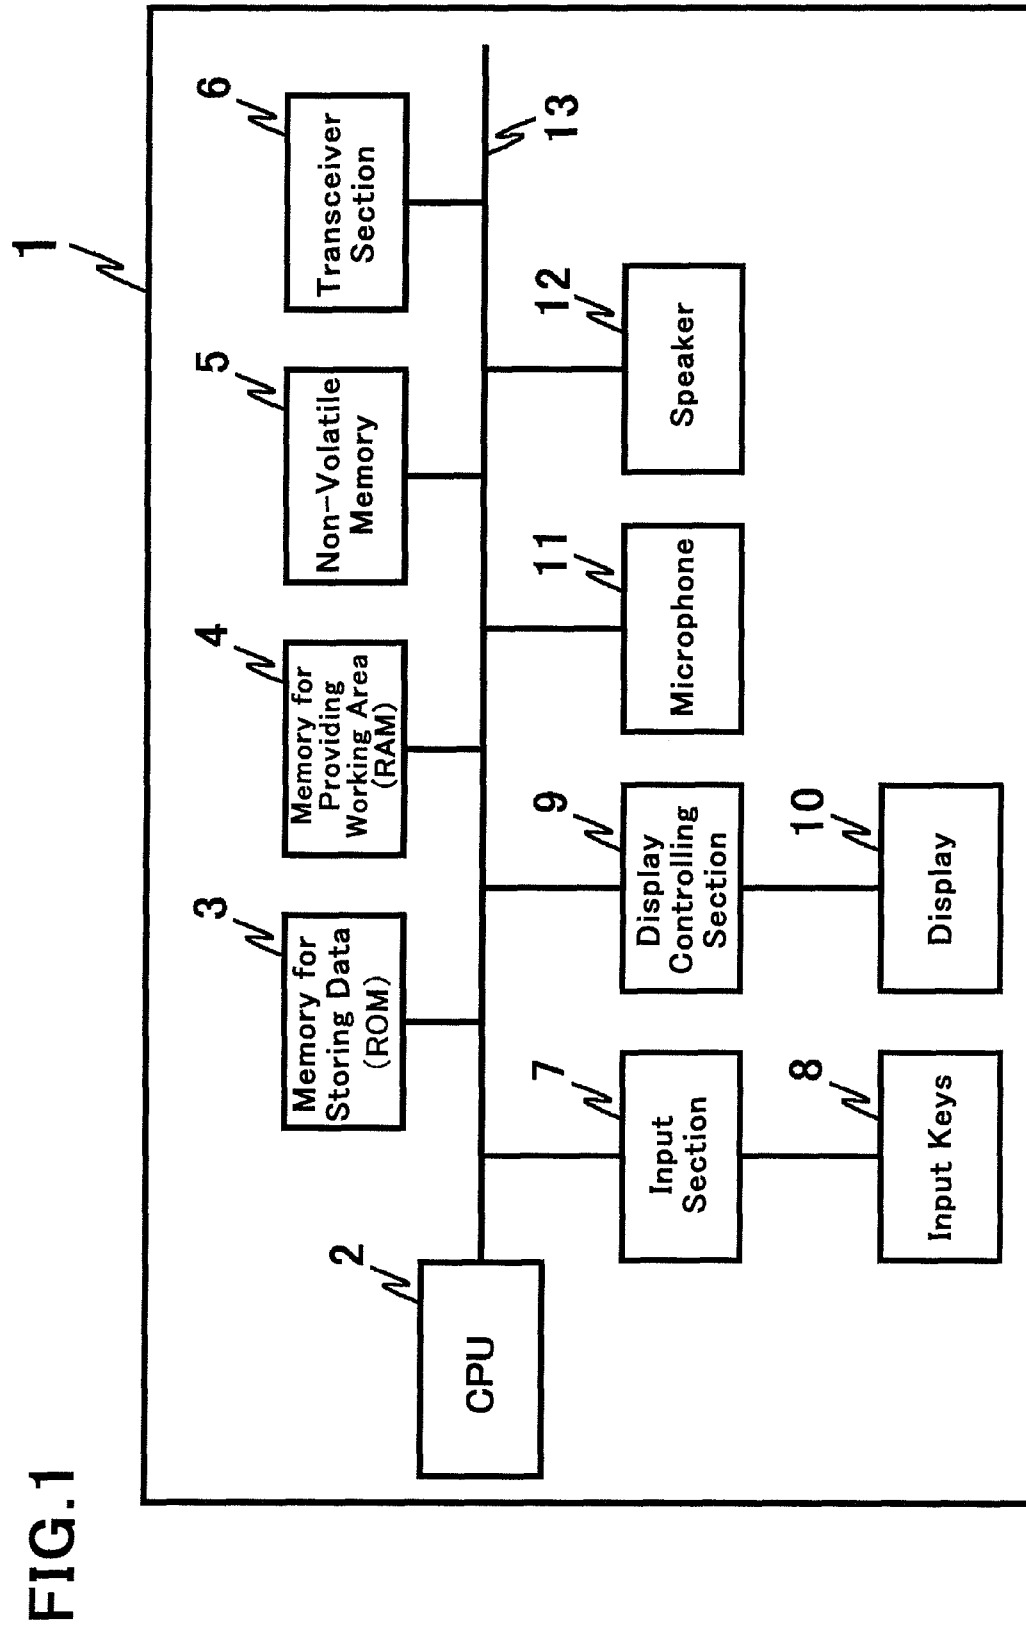 FIG.1
1
2
CPU
3
Memory for
Storing Data
(ROM)
4
Memory for
Providing
Working Area
(RAM)
5
Non-Volatile
Memory
6
Transceiver
Section
13
7
Input
Section
9
Display
Controlling
Section
11
Microphone
12
Speaker
8
Input Keys
10
Display